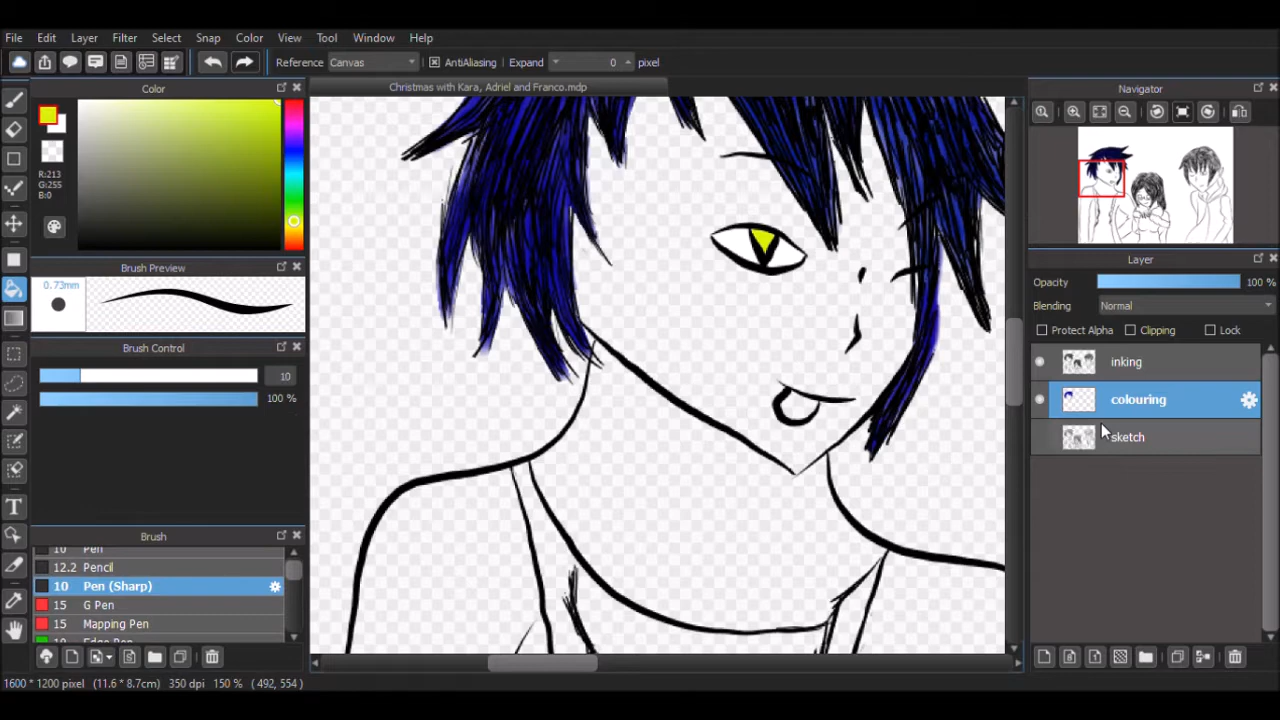 File Edit Layer Filter Select Snap Color View Tool Window Help
Reference Canvas AntiAliasing Expand 0 pixel
Color
Christmas with Kara, Adriel and Franco.mdp
Navigator
R:213
G:255
B:0
Brush Preview
0.73mm
Layer
Opacity 100 %
Blending Normal
Protect Alpha Clipping Lock
Brush Control
10
100 %
inking
colouring
sketch
Brush
10 Pen
12.2 Pencil
10 Pen (Sharp)
15 G Pen
15 Mapping Pen
Edge Pen
1600 * 1200 pixel (11.6 * 8.7cm) 350 dpi 150 % ( 492, 554 )